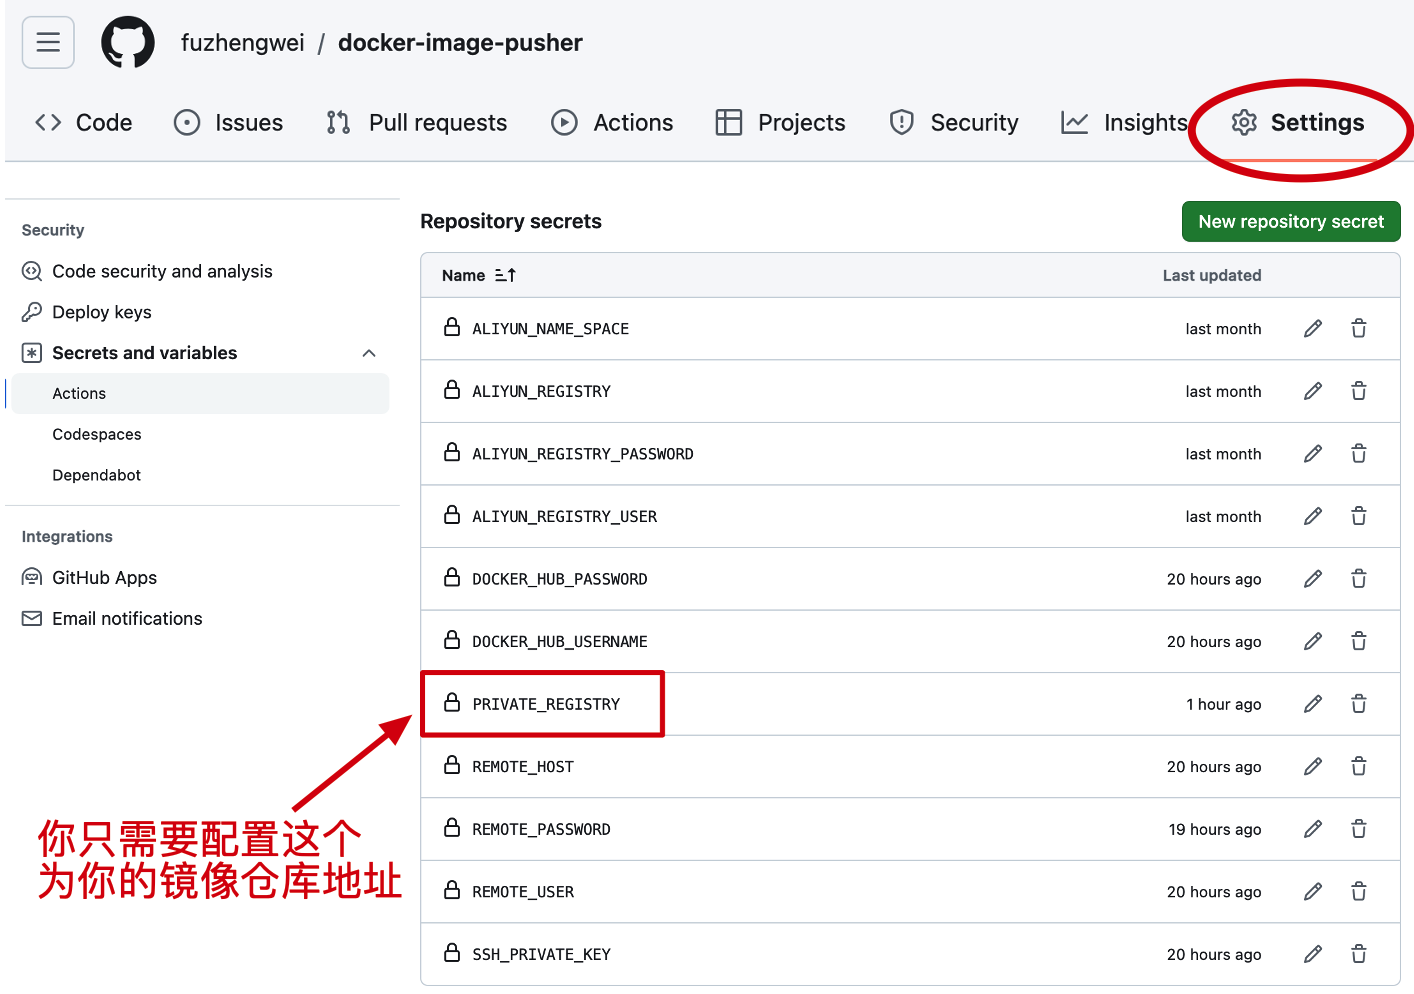 fuzhengwei / docker-image-pusher
Code Issues Pull requests Actions Projects Security Insights Settings
Security
Code security and analysis
Deploy keys
Secrets and variables
Actions
Codespaces
Dependabot
Integrations
GitHub Apps
Email notifications
Repository secrets
New repository secret
Name Last updated
ALIYUN_NAME_SPACE last month
ALIYUN_REGISTRY last month
ALIYUN_REGISTRY_PASSWORD last month
ALIYUN_REGISTRY_USER last month
DOCKER_HUB_PASSWORD 20 hours ago
DOCKER_HUB_USERNAME 20 hours ago
PRIVATE_REGISTRY 1 hour ago
REMOTE_HOST 20 hours ago
REMOTE_PASSWORD 19 hours ago
REMOTE_USER 20 hours ago
SSH_PRIVATE_KEY 20 hours ago
你只需要配置这个
为你的镜像仓库地址